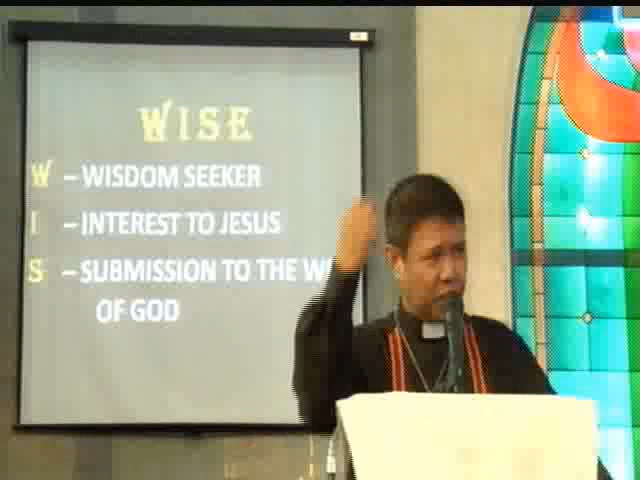 WISE
W – WISDOM SEEKER
I – INTEREST TO JESUS
S – SUBMISSION TO THE
OF GOD